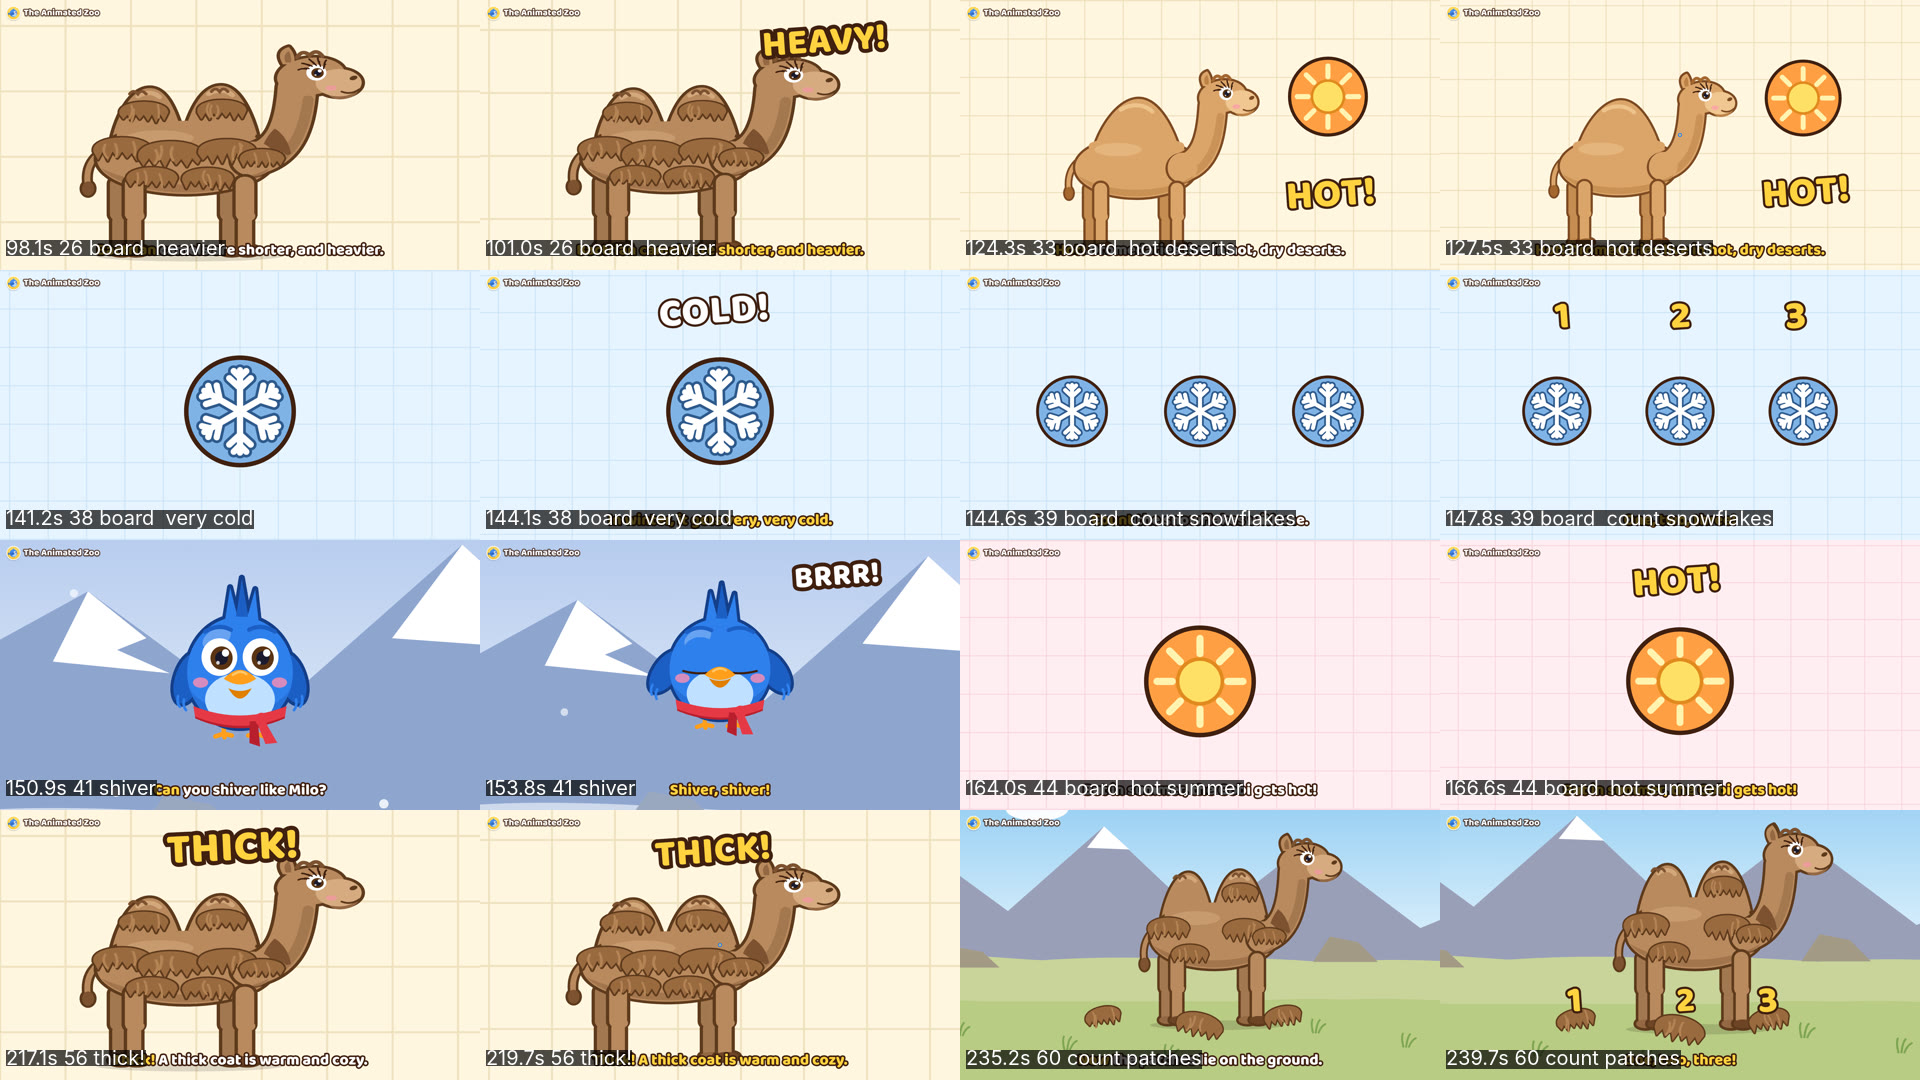 The Animated Zoo
98.1s 26 board heavier
e shorter, and heavier.
The Animated Zoo
HEAVY!
101.0s 26 board heavier
shorter, and heavier.
The Animated Zoo
HOT!
124.3s 33 board hot deserts
ot, dry deserts.
The Animated Zoo
HOT!
127.5s 33 board hot deserts
hot, dry deserts.
The Animated Zoo
141.2s 38 board very cold
The Animated Zoo
COLD!
144.1s 38 board very cold
ery, very cold.
The Animated Zoo
144.6s 39 board count snowflakes
e.
The Animated Zoo
1 2 3
147.8s 39 board count snowflakes
The Animated Zoo
150.9s 41 shiver
Can you shiver like Milo?
The Animated Zoo
BRRR!
153.8s 41 shiver
Shiver, shiver!
The Animated Zoo
164.0s 44 board hot summer
i gets hot!
The Animated Zoo
HOT!
166.6s 44 board hot summer
bi gets hot!
The Animated Zoo
THICK!
217.1s 56 thick!
A thick coat is warm and cozy.
The Animated Zoo
THICK!
219.7s 56 thick!
! A thick coat is warm and cozy.
The Animated Zoo
235.2s 60 count patches
ie on the ground.
The Animated Zoo
1 2 3
239.7s 60 count patches
o, three!